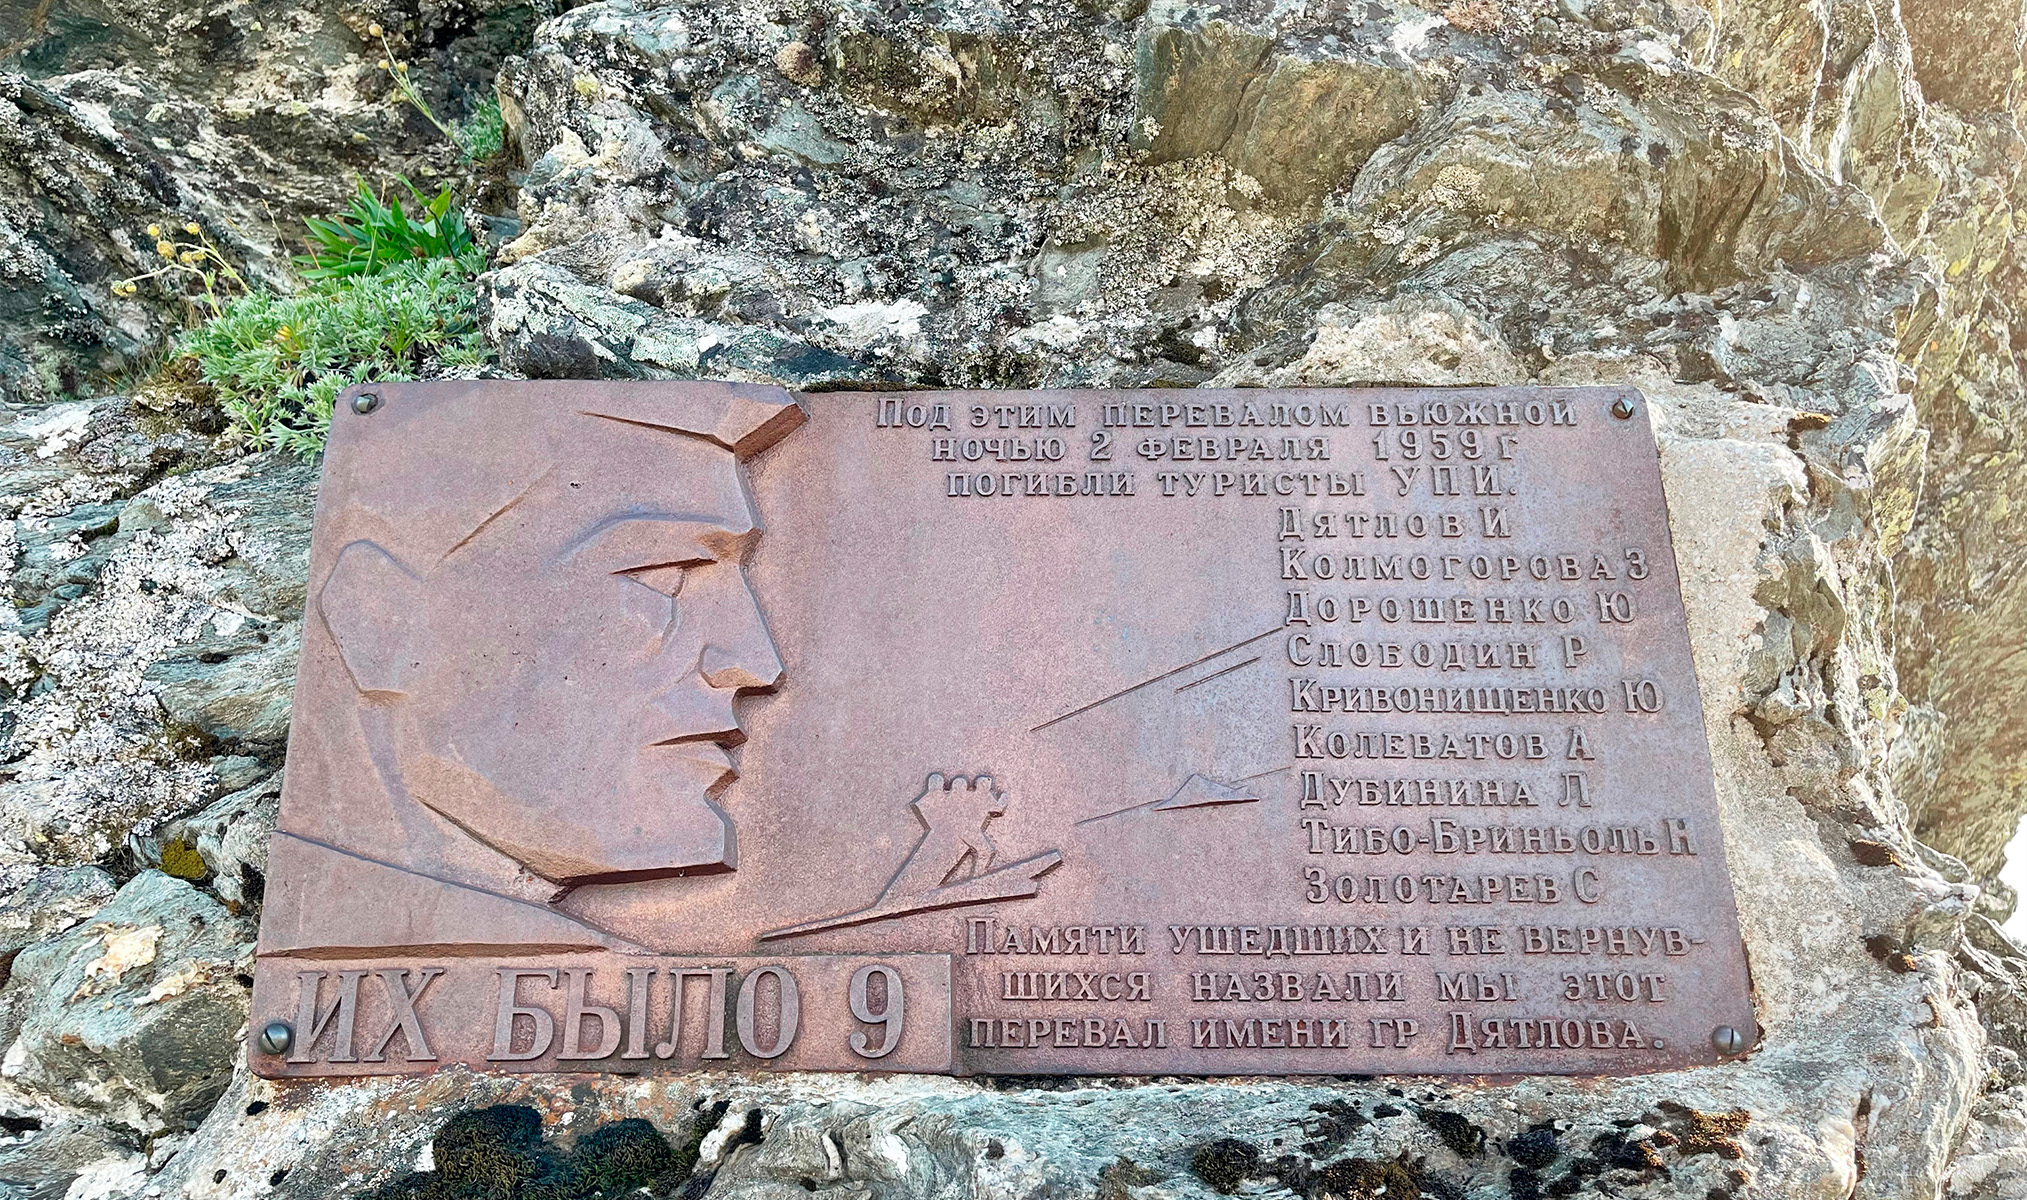 Под этим перевалом вьюжной
ночью 2 февраля 1959 г
погибли туристы УПИ.
Дятлов И
Колмогорова З
Дорошенко Ю
Слободин Р
Кривонищенко Ю
Колеватов А
Дубинина Л
Тибо-Бриньоль Н
Золотарев С
Памяти ушедших и не вернув-
шихся назвали мы этот
перевал имени гр Дятлова.
ИХ БЫЛО 9